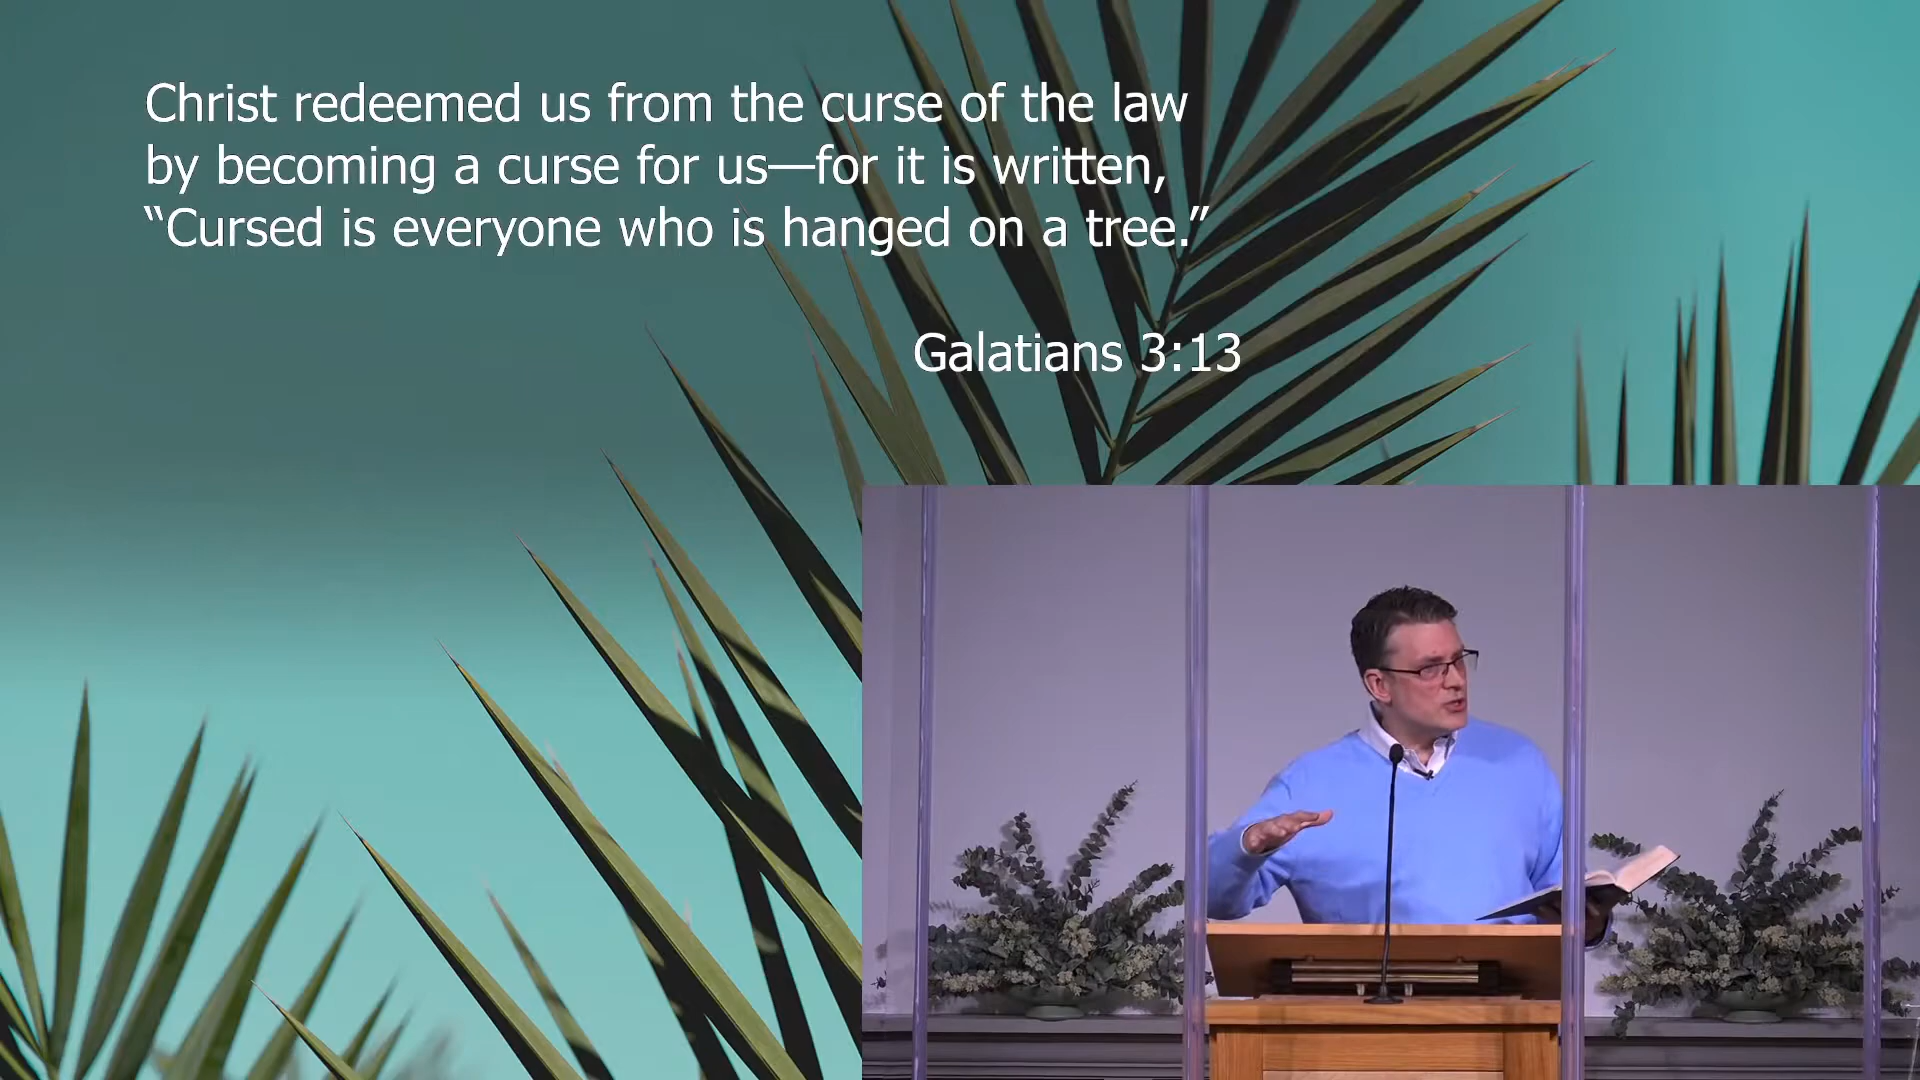 Christ redeemed us from the curse of the law
by becoming a curse for us—for it is written,
“Cursed is everyone who is hanged on a tree.”
Galatians 3:13